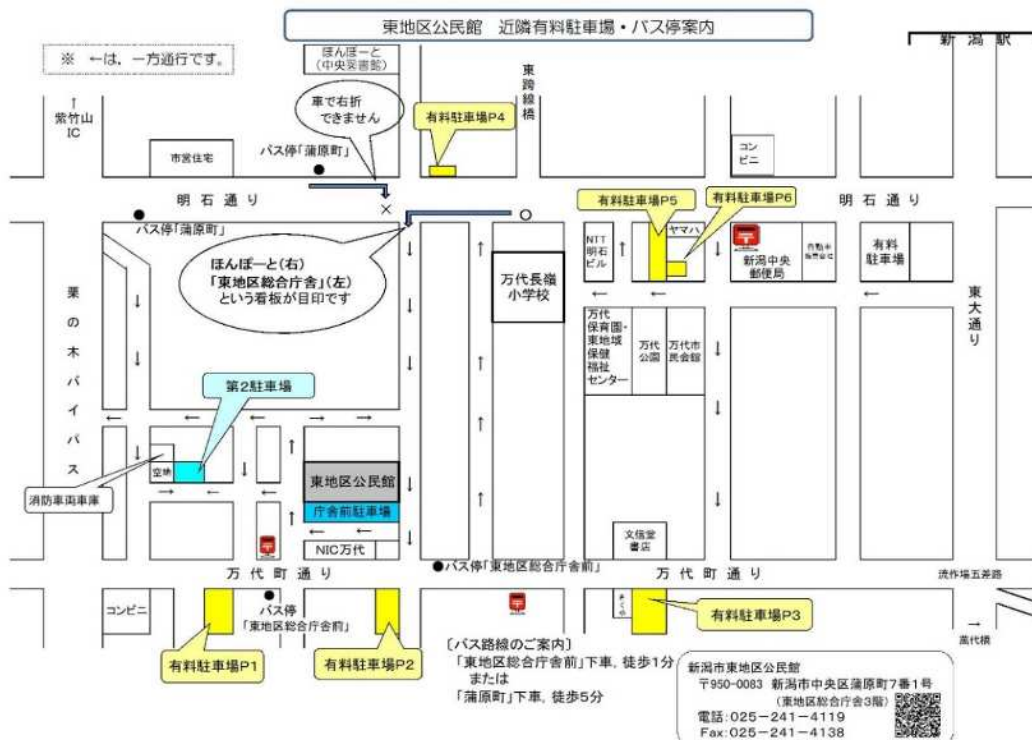 東地区公民館　近隣有料駐車場・バス停案内
新潟駅
※　←は，一方通行です。
ほんぽーと
(中央図書館)
東跨線橋
↑
紫竹山
IC
車で右折
できません
有料駐車場P4
市営住宅
バス停「蒲原町」
コン
ビニ
明石通り
×
有料駐車場P5
有料駐車場P6
明石通り
バス停「蒲原町」
ほんぽーと(右)
「東地区総合庁舎」(左)
という看板が目印です
万代長嶺
小学校
NTT
明石
ビル
ヤマハ
〒
新潟中央
郵便局
有料
駐車場
栗の木バイパス
東大通り
万代
保育園・
東地域
保健
福祉
センター
万代
公園
万代市
民会館
第2駐車場
空地
消防車両車庫
東地区公民館
庁舎前駐車場
NIC万代
〒
文信堂
書店
万代町通り
バス停「東地区総合庁舎前」
万代町通り
流作場五差路
コンビニ
バス停
「東地区総合庁舎前」
〒
有料駐車場P3
→
萬代橋
有料駐車場P1
有料駐車場P2
〔バス路線のご案内〕
「東地区総合庁舎前」下車，徒歩1分
または
「蒲原町」下車，徒歩5分
新潟市東地区公民館
〒950-0083　新潟市中央区蒲原町7番1号
(東地区総合庁舎3階)
電話:025-241-4119
Fax:025-241-4138